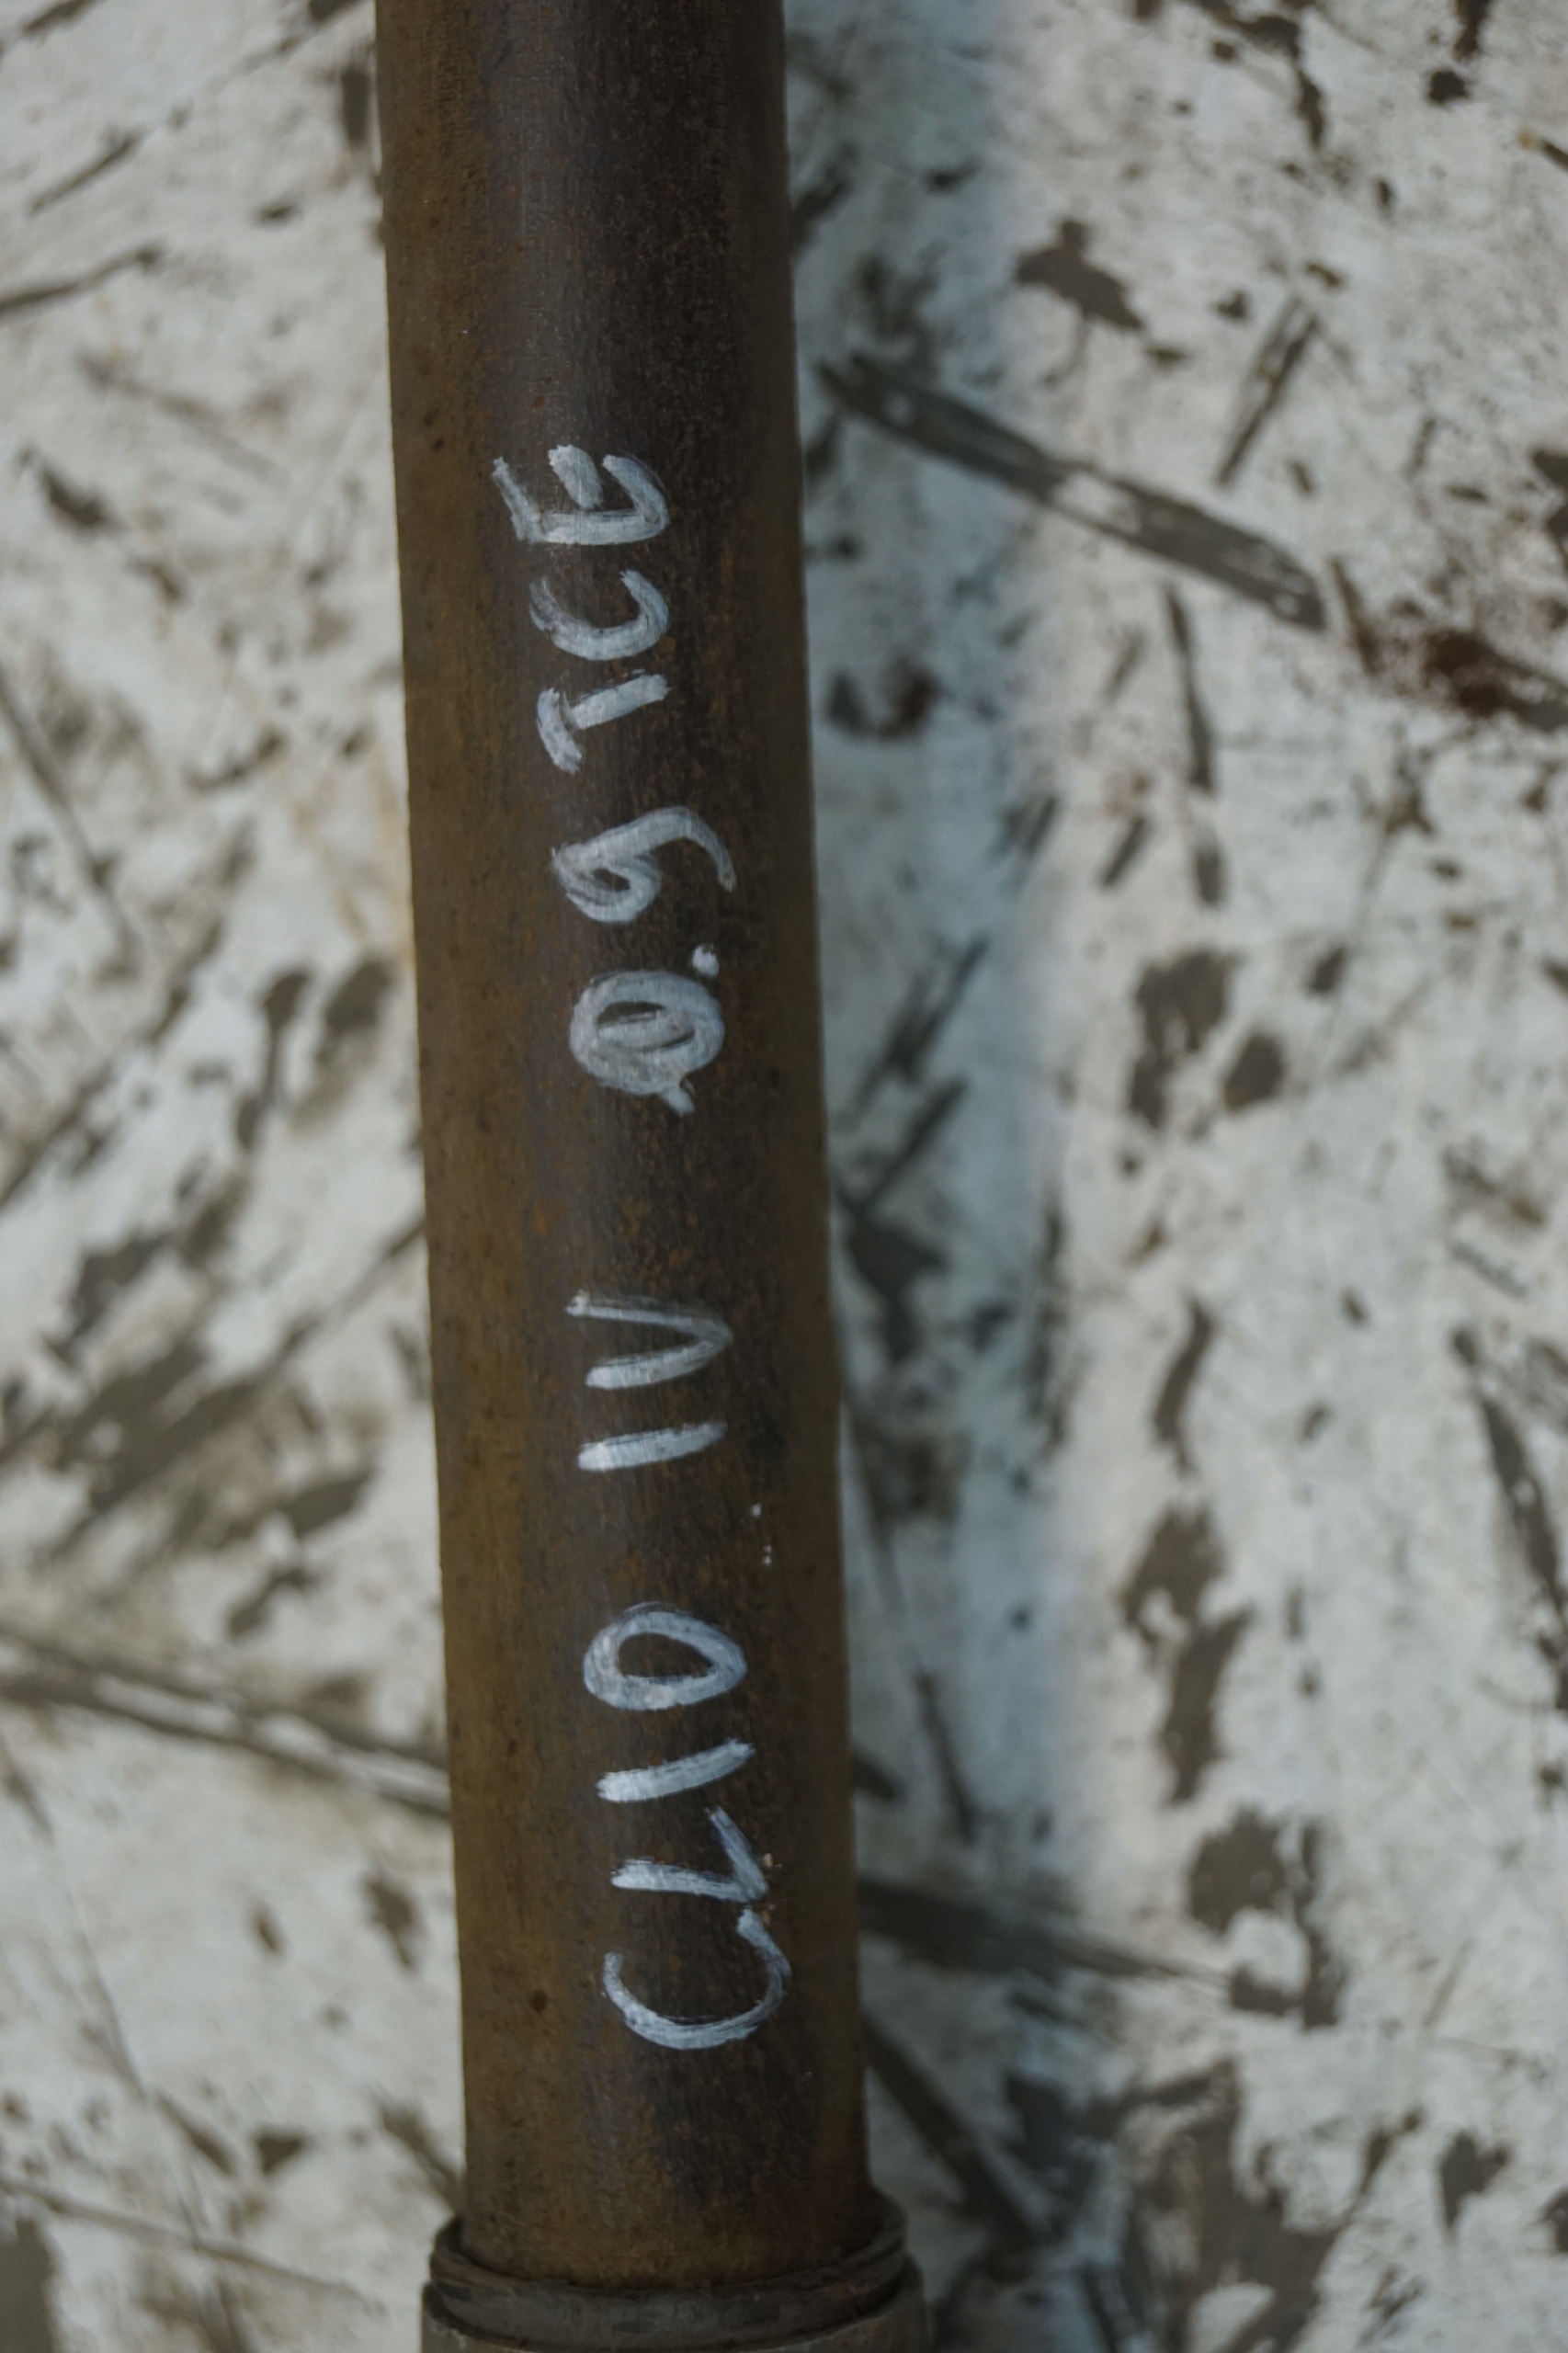 CLIO IV 0.9 TCE